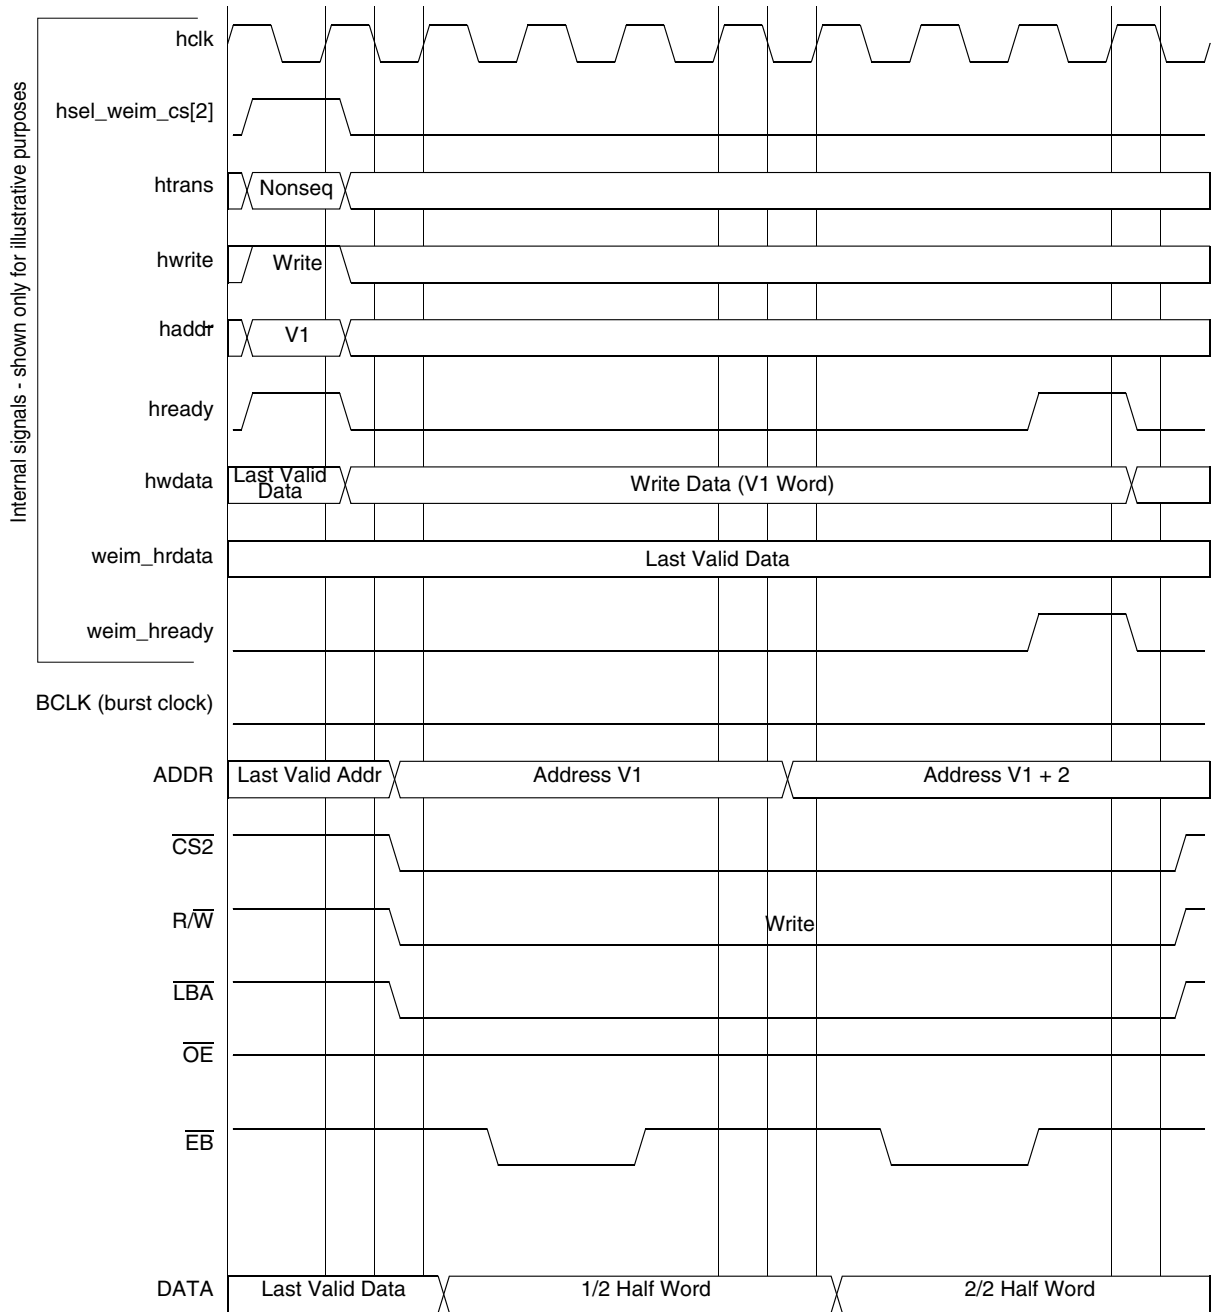 Internal signals - shown only for illustrative purposes
hclk
hsel_weim_cs[2]
htrans
Nonseq
hwrite
Write
haddr
V1
hready
hwdata
Last Valid
Data
Write Data (V1 Word)
weim_hrdata
Last Valid Data
weim_hready
BCLK (burst clock)
ADDR
Last Valid Addr
Address V1
Address V1 + 2
CS2
R/W
Write
LBA
OE
EB
DATA
Last Valid Data
1/2 Half Word
2/2 Half Word